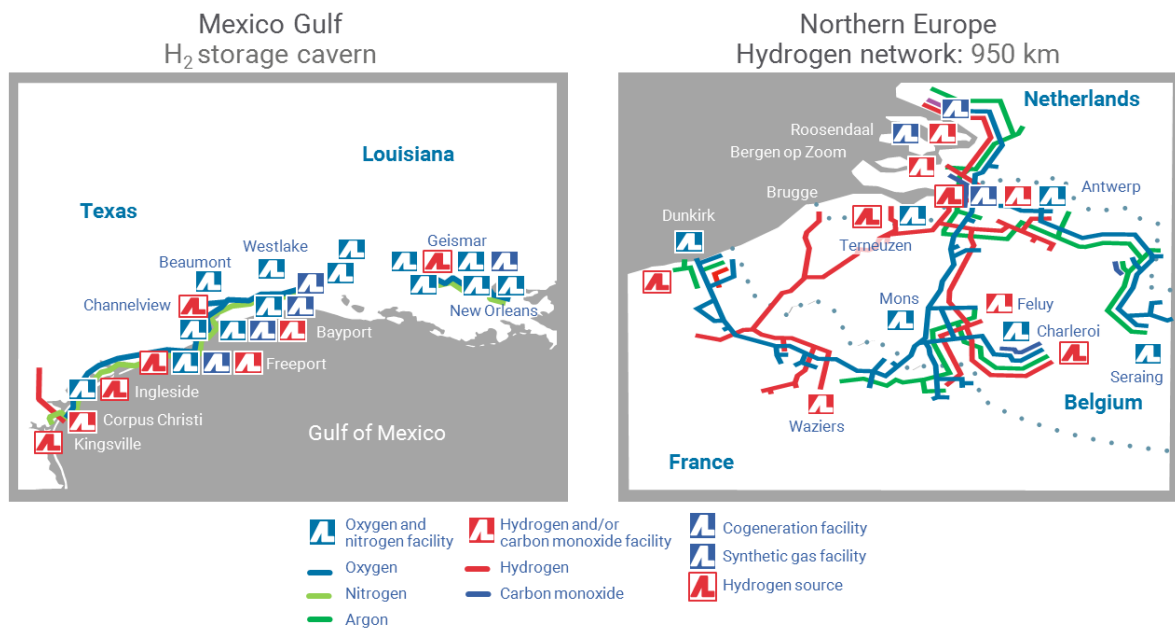 Mexico Gulf
H₂ storage cavern
Louisiana
Texas
Westlake
Geismar
Beaumont
Channelview
New Orleans
Bayport
Freeport
Ingleside
Corpus Christi
Kingsville
Gulf of Mexico
Northern Europe
Hydrogen network: 950 km
Netherlands
Roosendaal
Bergen op Zoom
Brugge
Antwerp
Dunkirk
Terneuzen
Mons
Feluy
Charleroi
Seraing
Belgium
Waziers
France
Oxygen and
nitrogen facility
Oxygen
Nitrogen
Argon
Hydrogen and/or
carbon monoxide facility
Hydrogen
Carbon monoxide
Cogeneration facility
Synthetic gas facility
Hydrogen source